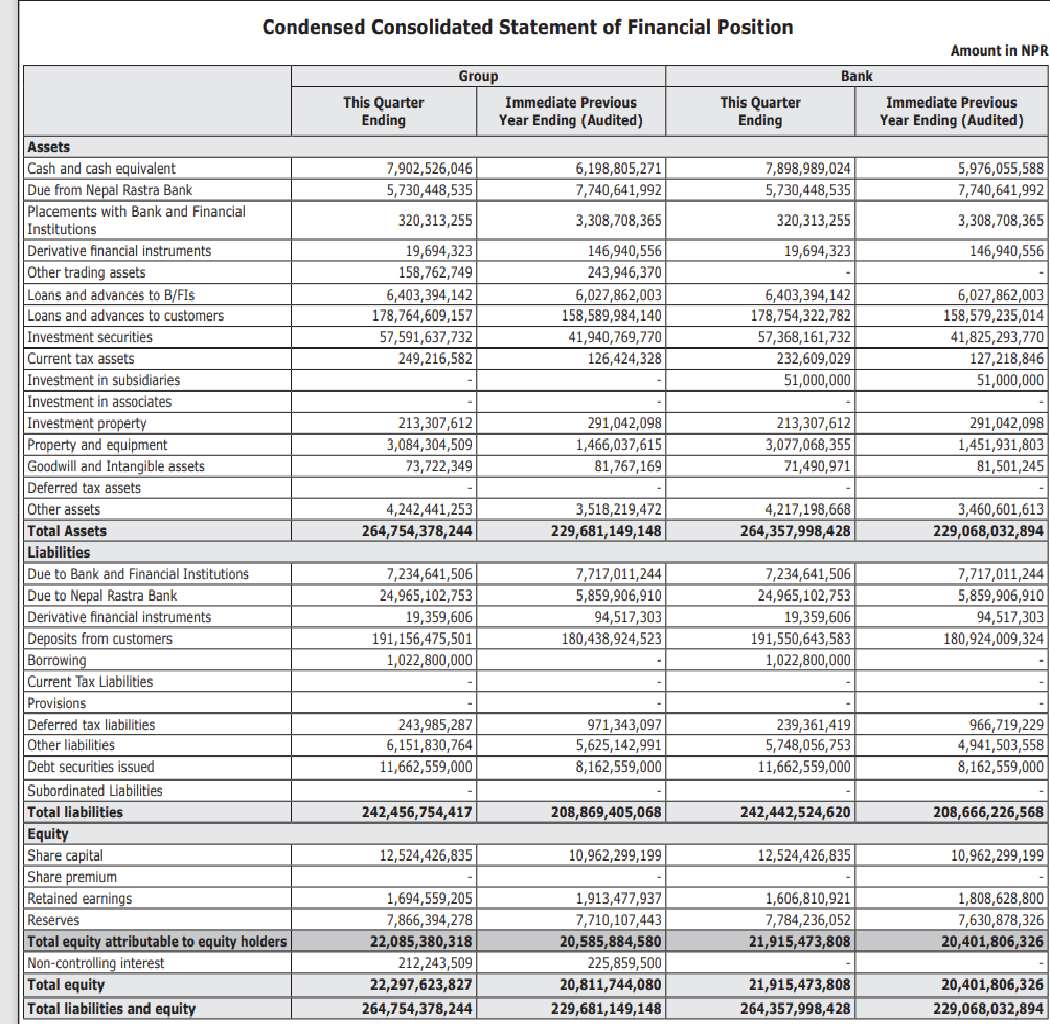 Condensed Consolidated Statement of Financial Position
Amount in NPR
Group Bank
This Quarter Immediate Previous This Quarter Immediate Previous
Ending Year Ending (Audited) Ending Year Ending (Audited)
Assets
Cash and cash equivalent 7,902,526,046 6,198,805,271 7,898,989,024 5,976,055,588
Due from Nepal Rastra Bank 5,730,448,535 7,740,641,992 5,730,448,535 7,740,641,992
Placements with Bank and Financial
Institutions 320,313,255 3,308,708,365 320,313,255 3,308,708,365
Derivative financial instruments 19,694,323 146,940,556 19,694,323 146,940,556
Other trading assets 158,762,749 243,946,370 - -
Loans and advances to B/FIs 6,403,394,142 6,027,862,003 6,403,394,142 6,027,862,003
Loans and advances to customers 178,764,609,157 158,589,984,140 178,754,322,782 158,579,235,014
Investment securities 57,591,637,732 41,940,769,770 57,368,161,732 41,825,293,770
Current tax assets 249,216,582 126,424,328 232,609,029 127,218,846
Investment in subsidiaries - - 51,000,000 51,000,000
Investment in associates - - - -
Investment property 213,307,612 291,042,098 213,307,612 291,042,098
Property and equipment 3,084,304,509 1,466,037,615 3,077,068,355 1,451,931,803
Goodwill and Intangible assets 73,722,349 81,767,169 71,490,971 81,501,245
Deferred tax assets - - - -
Other assets 4,242,441,253 3,518,219,472 4,217,198,668 3,460,601,613
Total Assets 264,754,378,244 229,681,149,148 264,357,998,428 229,068,032,894
Liabilities
Due to Bank and Financial Institutions 7,234,641,506 7,717,011,244 7,234,641,506 7,717,011,244
Due to Nepal Rastra Bank 24,965,102,753 5,859,906,910 24,965,102,753 5,859,906,910
Derivative financial instruments 19,359,606 94,517,303 19,359,606 94,517,303
Deposits from customers 191,156,475,501 180,438,924,523 191,550,643,583 180,924,009,324
Borrowing 1,022,800,000 - 1,022,800,000 -
Current Tax Liabilities - - - -
Provisions - - - -
Deferred tax liabilities 243,985,287 971,343,097 239,361,419 966,719,229
Other liabilities 6,151,830,764 5,625,142,991 5,748,056,753 4,941,503,558
Debt securities issued 11,662,559,000 8,162,559,000 11,662,559,000 8,162,559,000
Subordinated Liabilities - - - -
Total liabilities 242,456,754,417 208,869,405,068 242,442,524,620 208,666,226,568
Equity
Share capital 12,524,426,835 10,962,299,199 12,524,426,835 10,962,299,199
Share premium - - - -
Retained earnings 1,694,559,205 1,913,477,937 1,606,810,921 1,808,628,800
Reserves 7,866,394,278 7,710,107,443 7,784,236,052 7,630,878,326
Total equity attributable to equity holders 22,085,380,318 20,585,884,580 21,915,473,808 20,401,806,326
Non-controlling interest 212,243,509 225,859,500 - -
Total equity 22,297,623,827 20,811,744,080 21,915,473,808 20,401,806,326
Total liabilities and equity 264,754,378,244 229,681,149,148 264,357,998,428 229,068,032,894